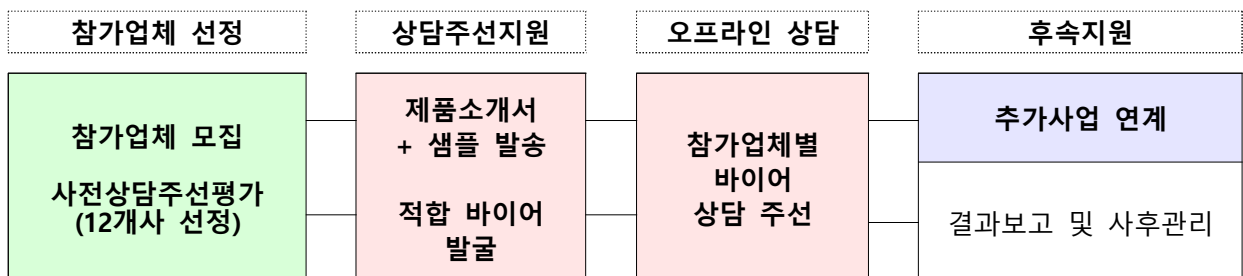 참가업체 선정
상담주선지원
오프라인 상담
후속지원
참가업체 모집
사전상담주선평가
(12개사 선정)
제품소개서
+ 샘플 발송
적합 바이어
발굴
참가업체별
바이어
상담 주선
추가사업 연계
결과보고 및 사후관리